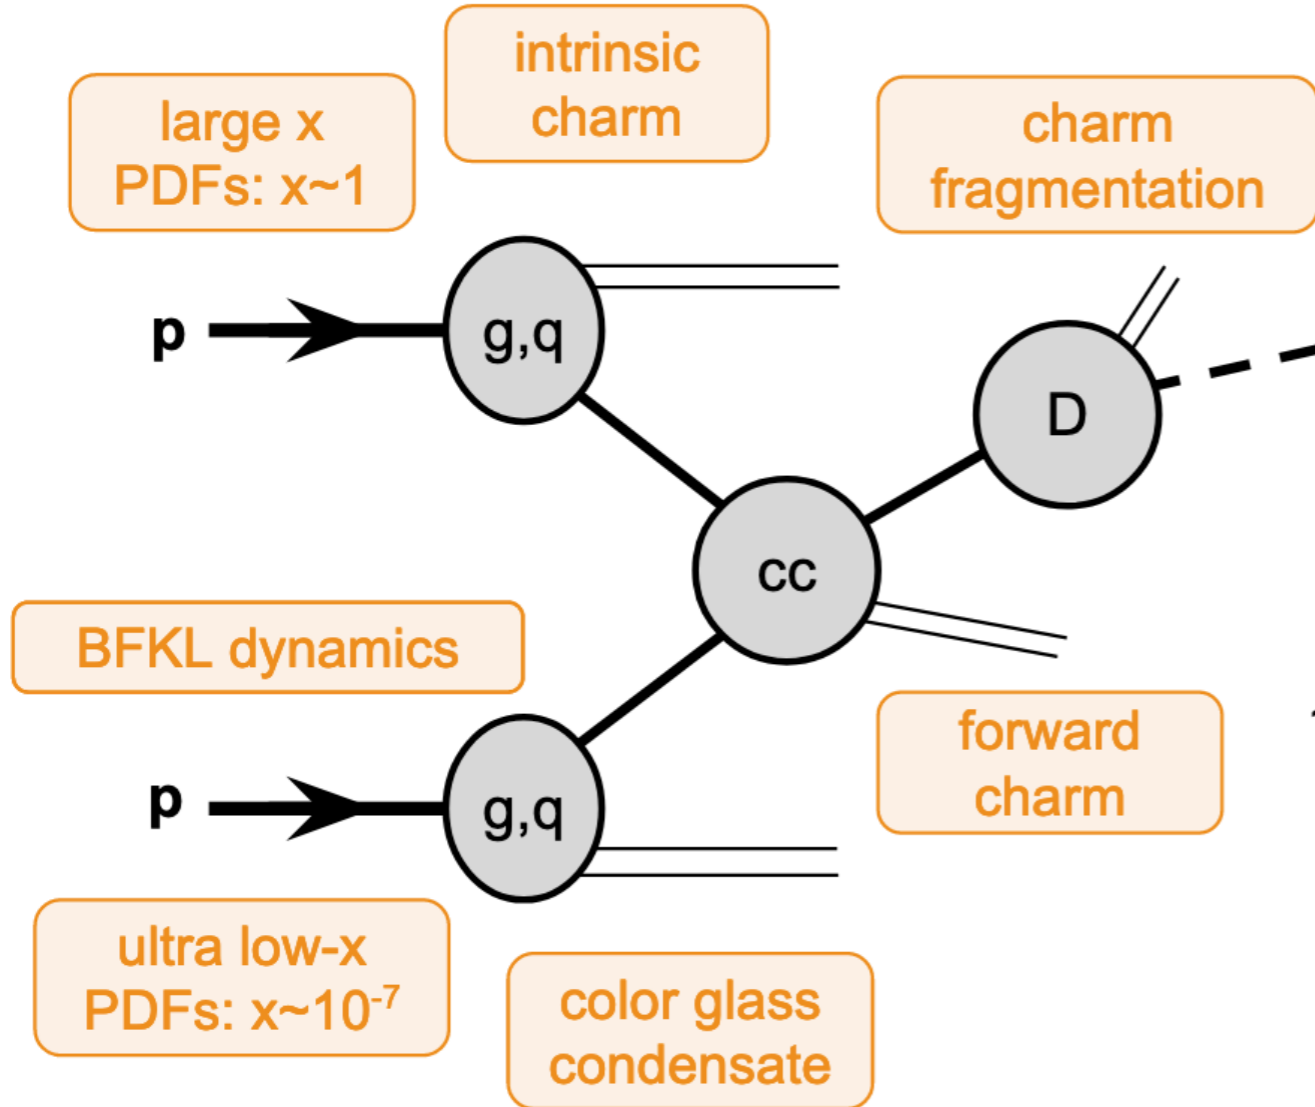 intrinsic
charm
large x
PDFs: x~1
charm
fragmentation
p
g,q
D
cc
BFKL dynamics
forward
charm
p
g,q
ultra low-x
PDFs: x~10⁻⁷
color glass
condensate